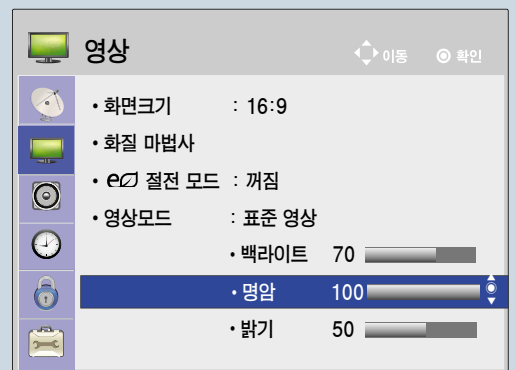 영상
이동 확인
• 화면크기 : 16:9
• 화질 마법사
• e 절전 모드 : 꺼짐
• 영상모드 : 표준 영상
• 백라이트 70
• 명암 100
• 밝기 50